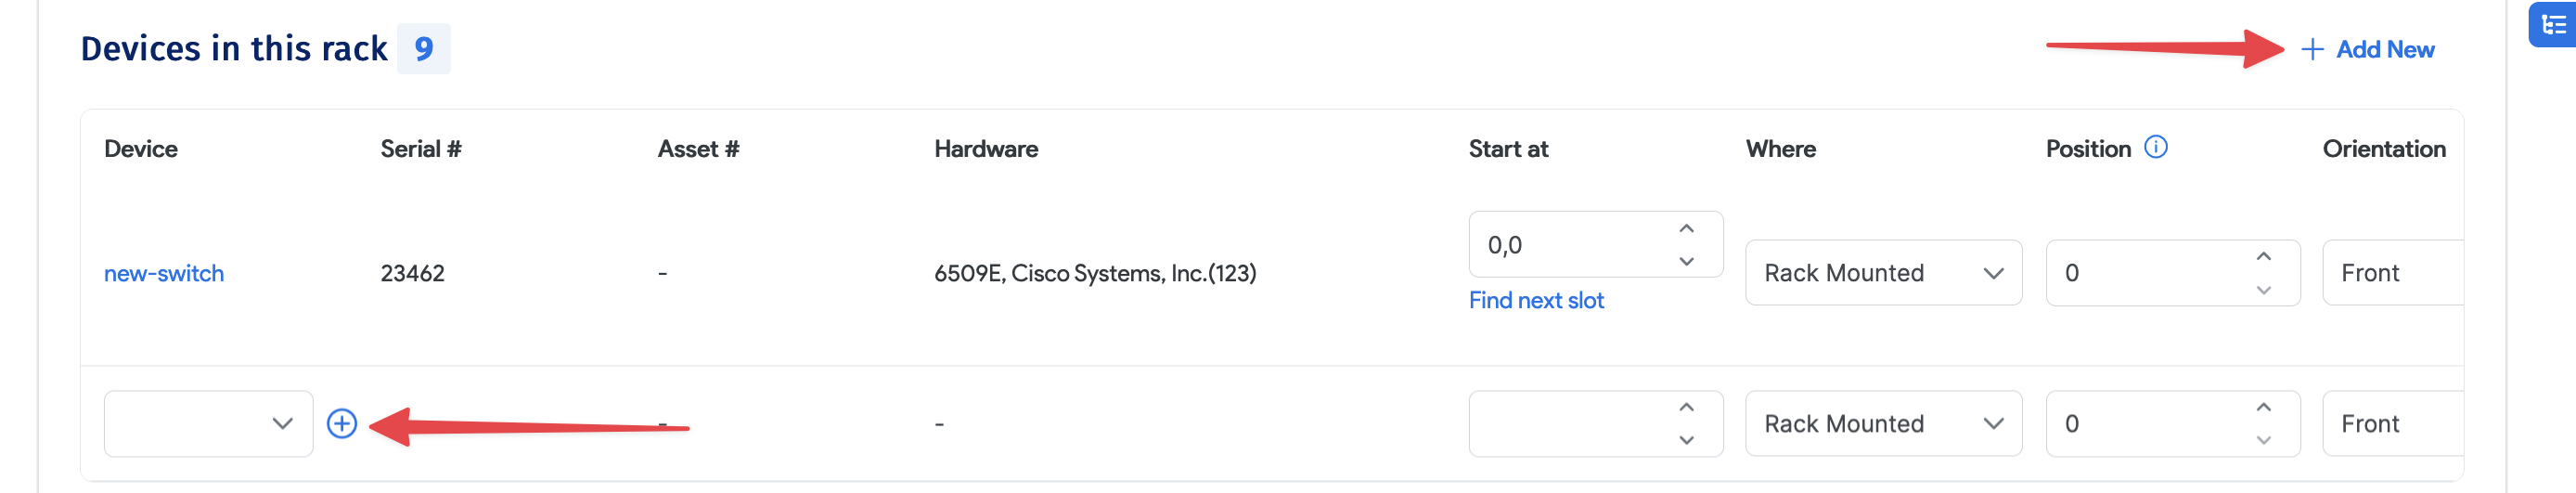 Devices in this rack 9
+ Add New
Device Serial # Asset # Hardware Start at Where Position Orientation
new-switch 23462 - 6509E, Cisco Systems, Inc.(123) 0,0 Rack Mounted 0 Front
Find next slot
- - Rack Mounted 0 Front